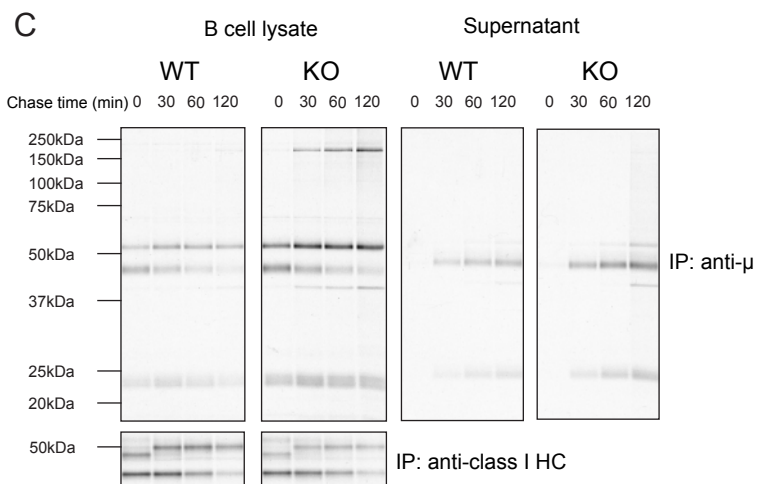 C
B cell lysate Supernatant
WT KO WT KO
Chase time (min) 0 30 60 120 0 30 60 120 0 30 60 120 0 30 60 120
250kDa
150kDa
100kDa
75kDa
50kDa
IP: anti-µ
37kDa
25kDa
20kDa
50kDa
IP: anti-class I HC